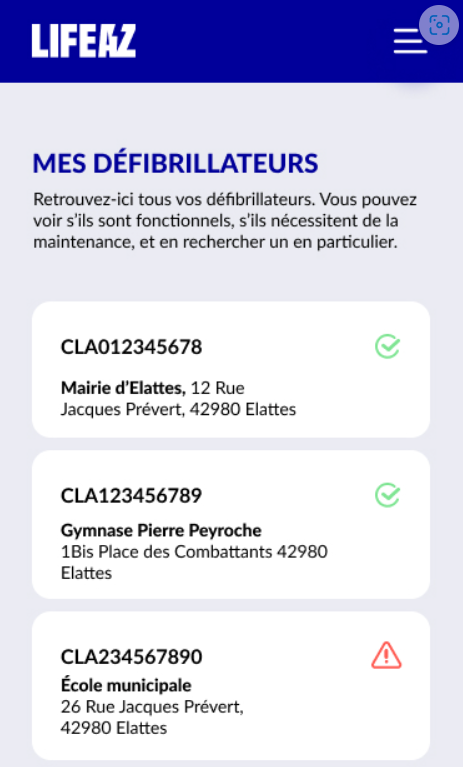 LIFEAZ
MES DÉFIBRILLATEURS
Retrouvez-ici tous vos défibrillateurs. Vous pouvez
voir s’ils sont fonctionnels, s’ils nécessitent de la
maintenance, et en rechercher un en particulier.
CLA012345678
Mairie d’Elattes, 12 Rue
Jacques Prévert, 42980 Elattes
CLA123456789
Gymnase Pierre Peyroche
1Bis Place des Combattants 42980
Elattes
CLA234567890
École municipale
26 Rue Jacques Prévert,
42980 Elattes